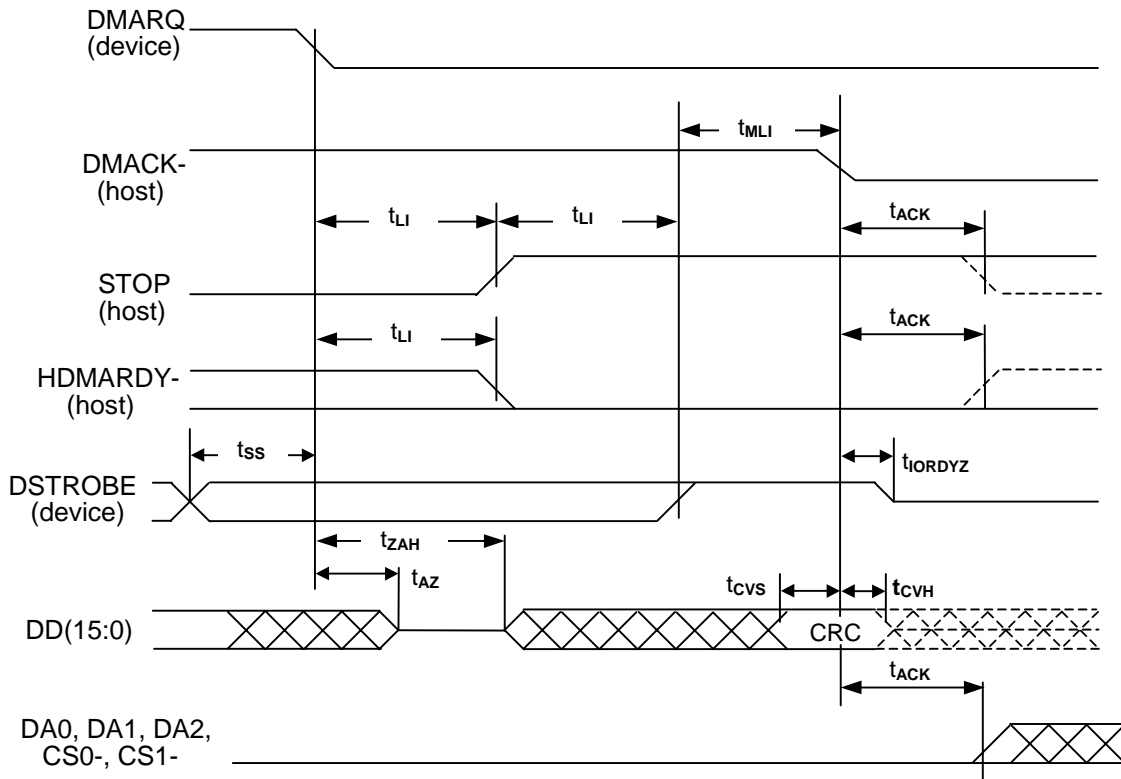 DMARQ
(device)
tMLI
DMACK-
(host)
tLI
tLI
tACK
STOP
(host)
tLI
tACK
HDMARDY-
(host)
tSS
tIORDYZ
DSTROBE
(device)
tZAH
tAZ
tCVS
tCVH
DD(15:0)
CRC
tACK
DA0, DA1, DA2,
CS0-, CS1-